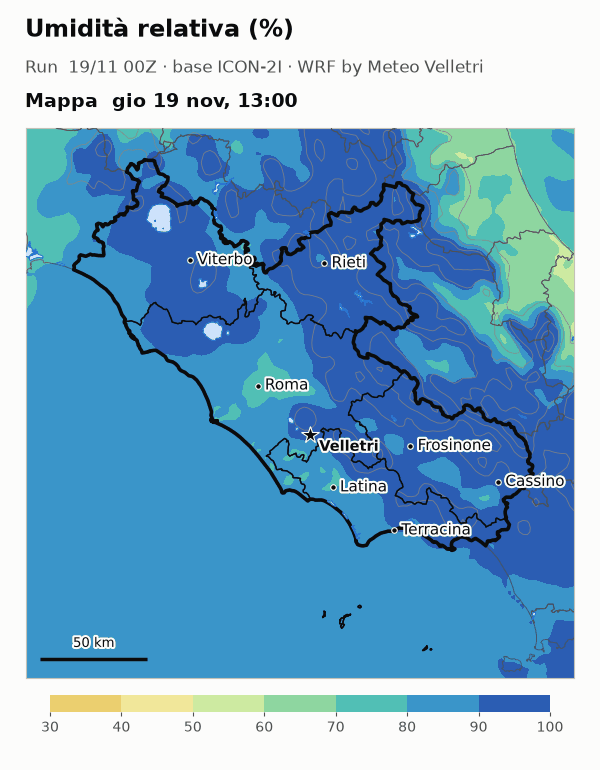 Umidità relativa (%)
Run 19/11 00Z · base ICON-2I · WRF by Meteo Velletri
Mappa gio 19 nov, 13:00
Viterbo
Rieti
Roma
Velletri
Frosinone
Cassino
Latina
Terracina
50 km
30 40 50 60 70 80 90 100